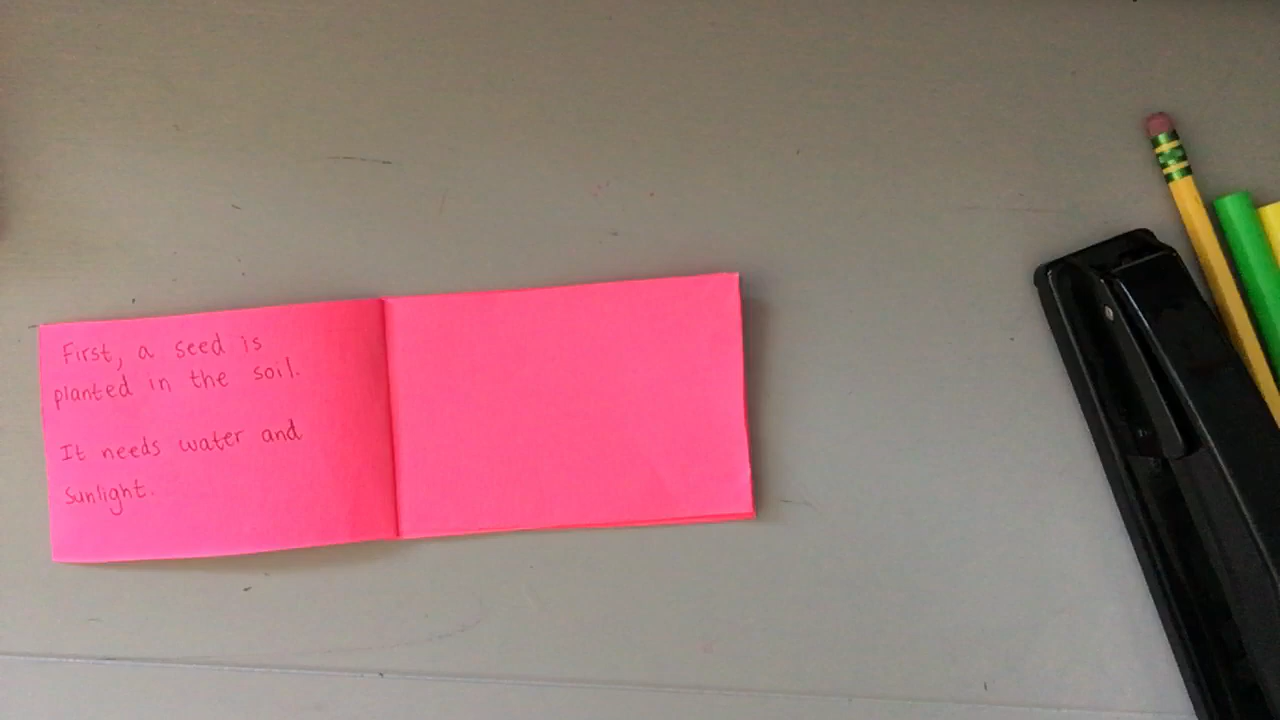 First, a seed is
planted in the soil.
It needs water and
Sunlight.